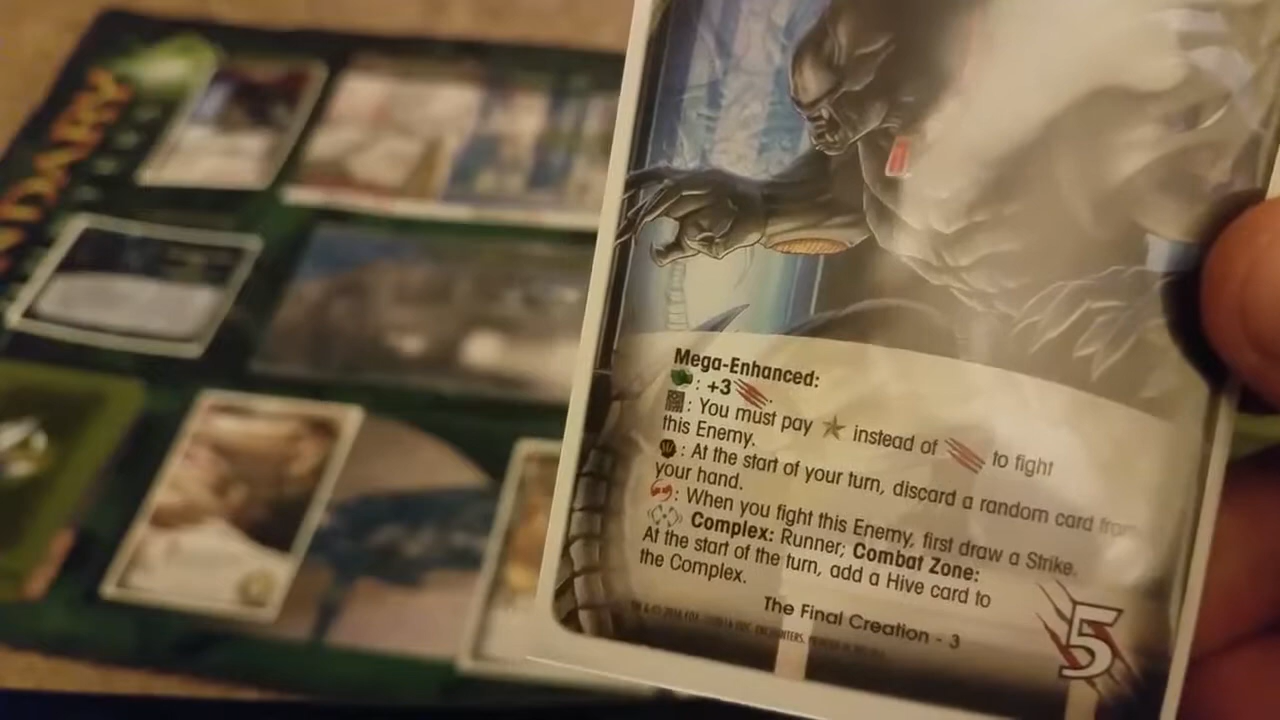 NDARY
Mega-Enhanced:
: +3 .
: You must pay instead of to fight
this Enemy.
: At the start of your turn, discard a random card from
your hand.
: When you fight this Enemy, first draw a Strike.
Complex: Runner; Combat Zone:
At the start of the turn, add a Hive card to
the Complex.
The Final Creation - 3
5